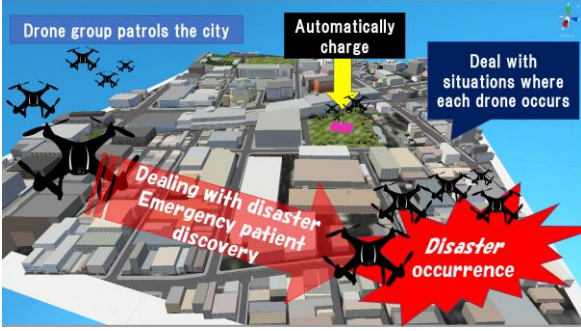 Drone group patrols the city
Automatically
charge
Deal with
situations where
each drone occurs
Dealing with disaster
Emergency patient
discovery
Disaster
occurrence